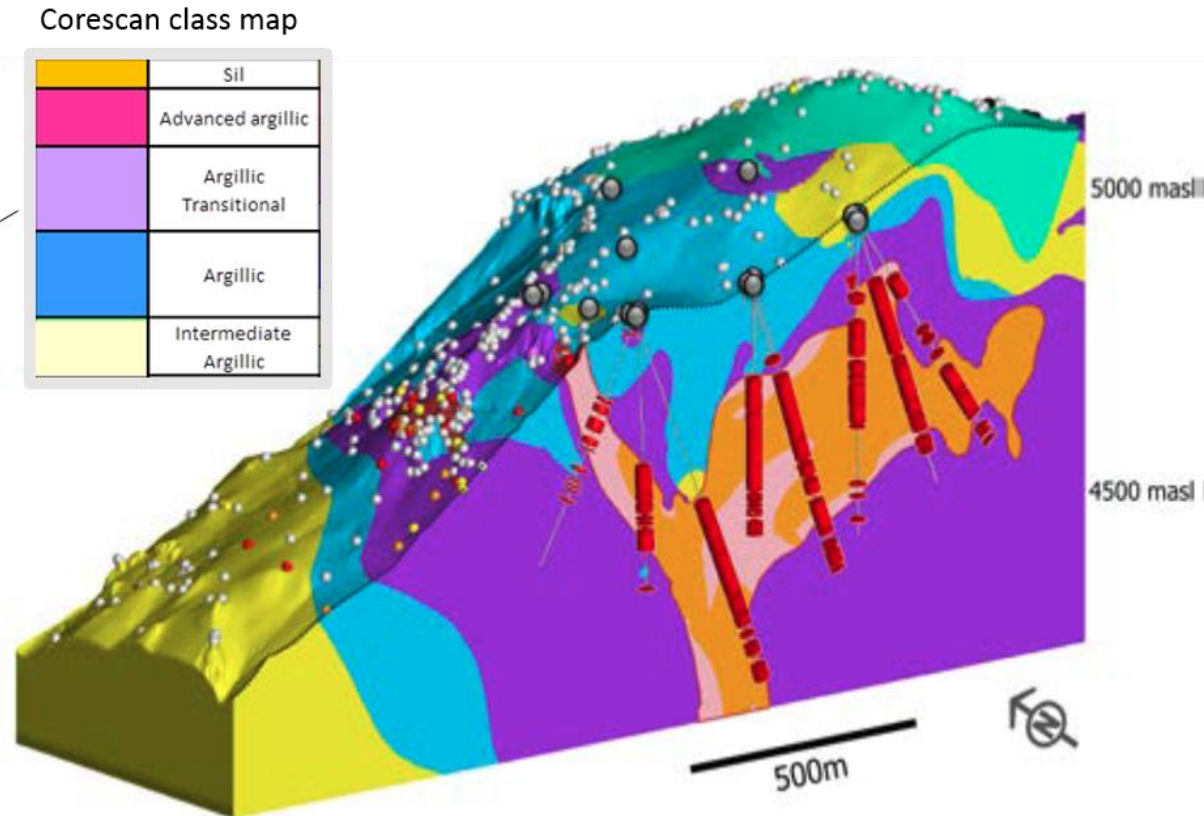 Corescan class map
Sil
Advanced argillic
Argillic
Transitional
Argillic
Intermediate
Argillic
5000 masl
4500 masl
500m
N